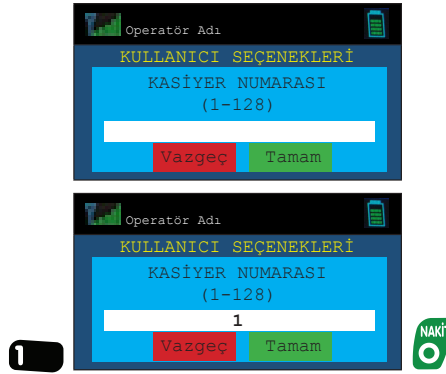 Operatör Adı
KULLANICI SEÇENEKLERİ
KASİYER NUMARASI
(1-128)
Vazgeç Tamam
Operatör Adı
KULLANICI SEÇENEKLERİ
KASİYER NUMARASI
(1-128)
1
Vazgeç Tamam
1
NAKİT